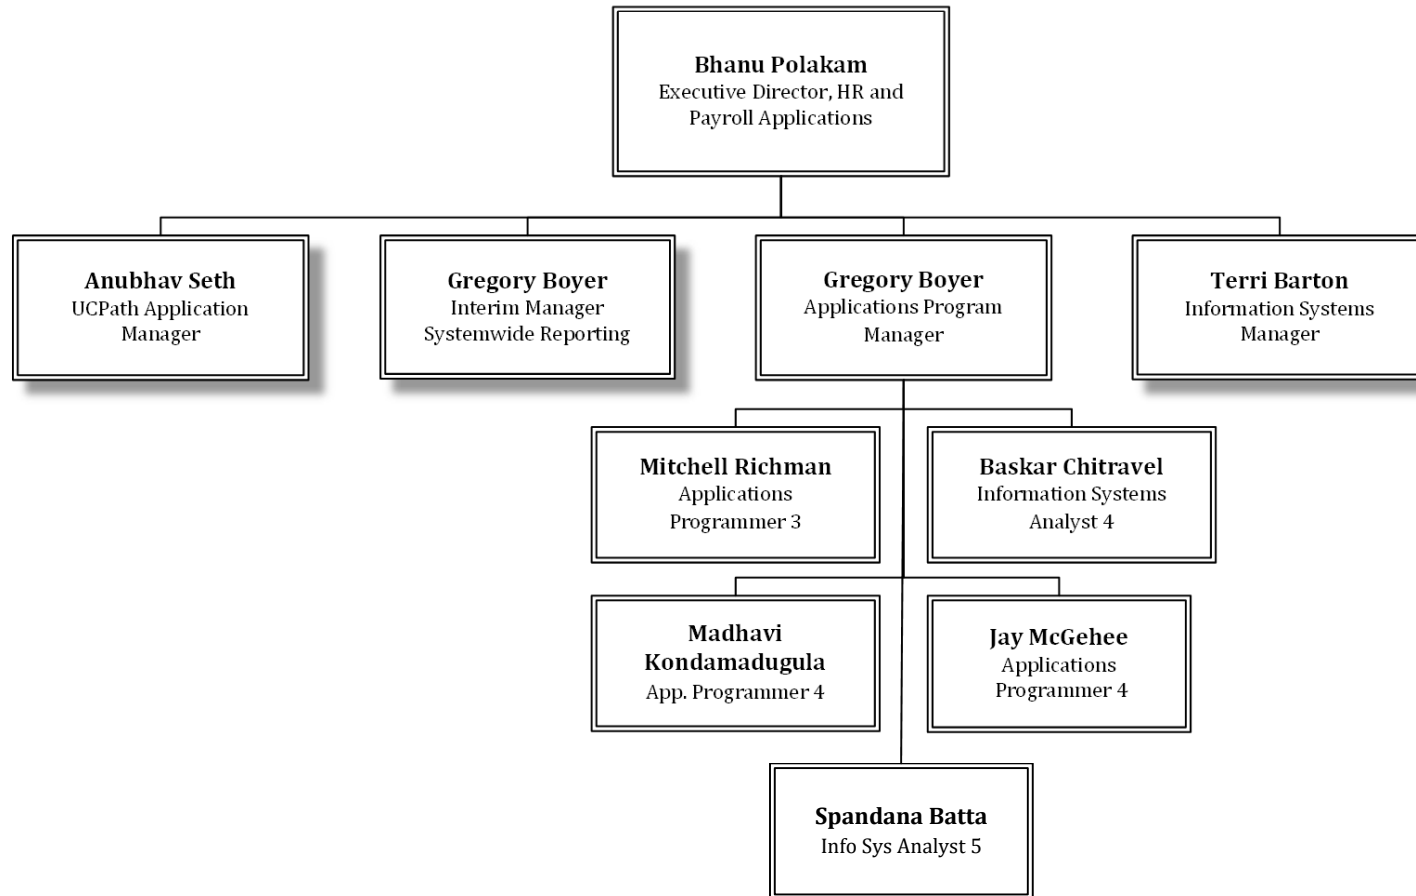 Bhanu Polakam
Executive Director, HR and
Payroll Applications
Anubhav Seth
UCPath Application
Manager
Gregory Boyer
Interim Manager
Systemwide Reporting
Gregory Boyer
Applications Program
Manager
Terri Barton
Information Systems
Manager
Mitchell Richman
Applications
Programmer 3
Baskar Chitravel
Information Systems
Analyst 4
Madhavi
Kondamadugula
App. Programmer 4
Jay McGehee
Applications
Programmer 4
Spandana Batta
Info Sys Analyst 5